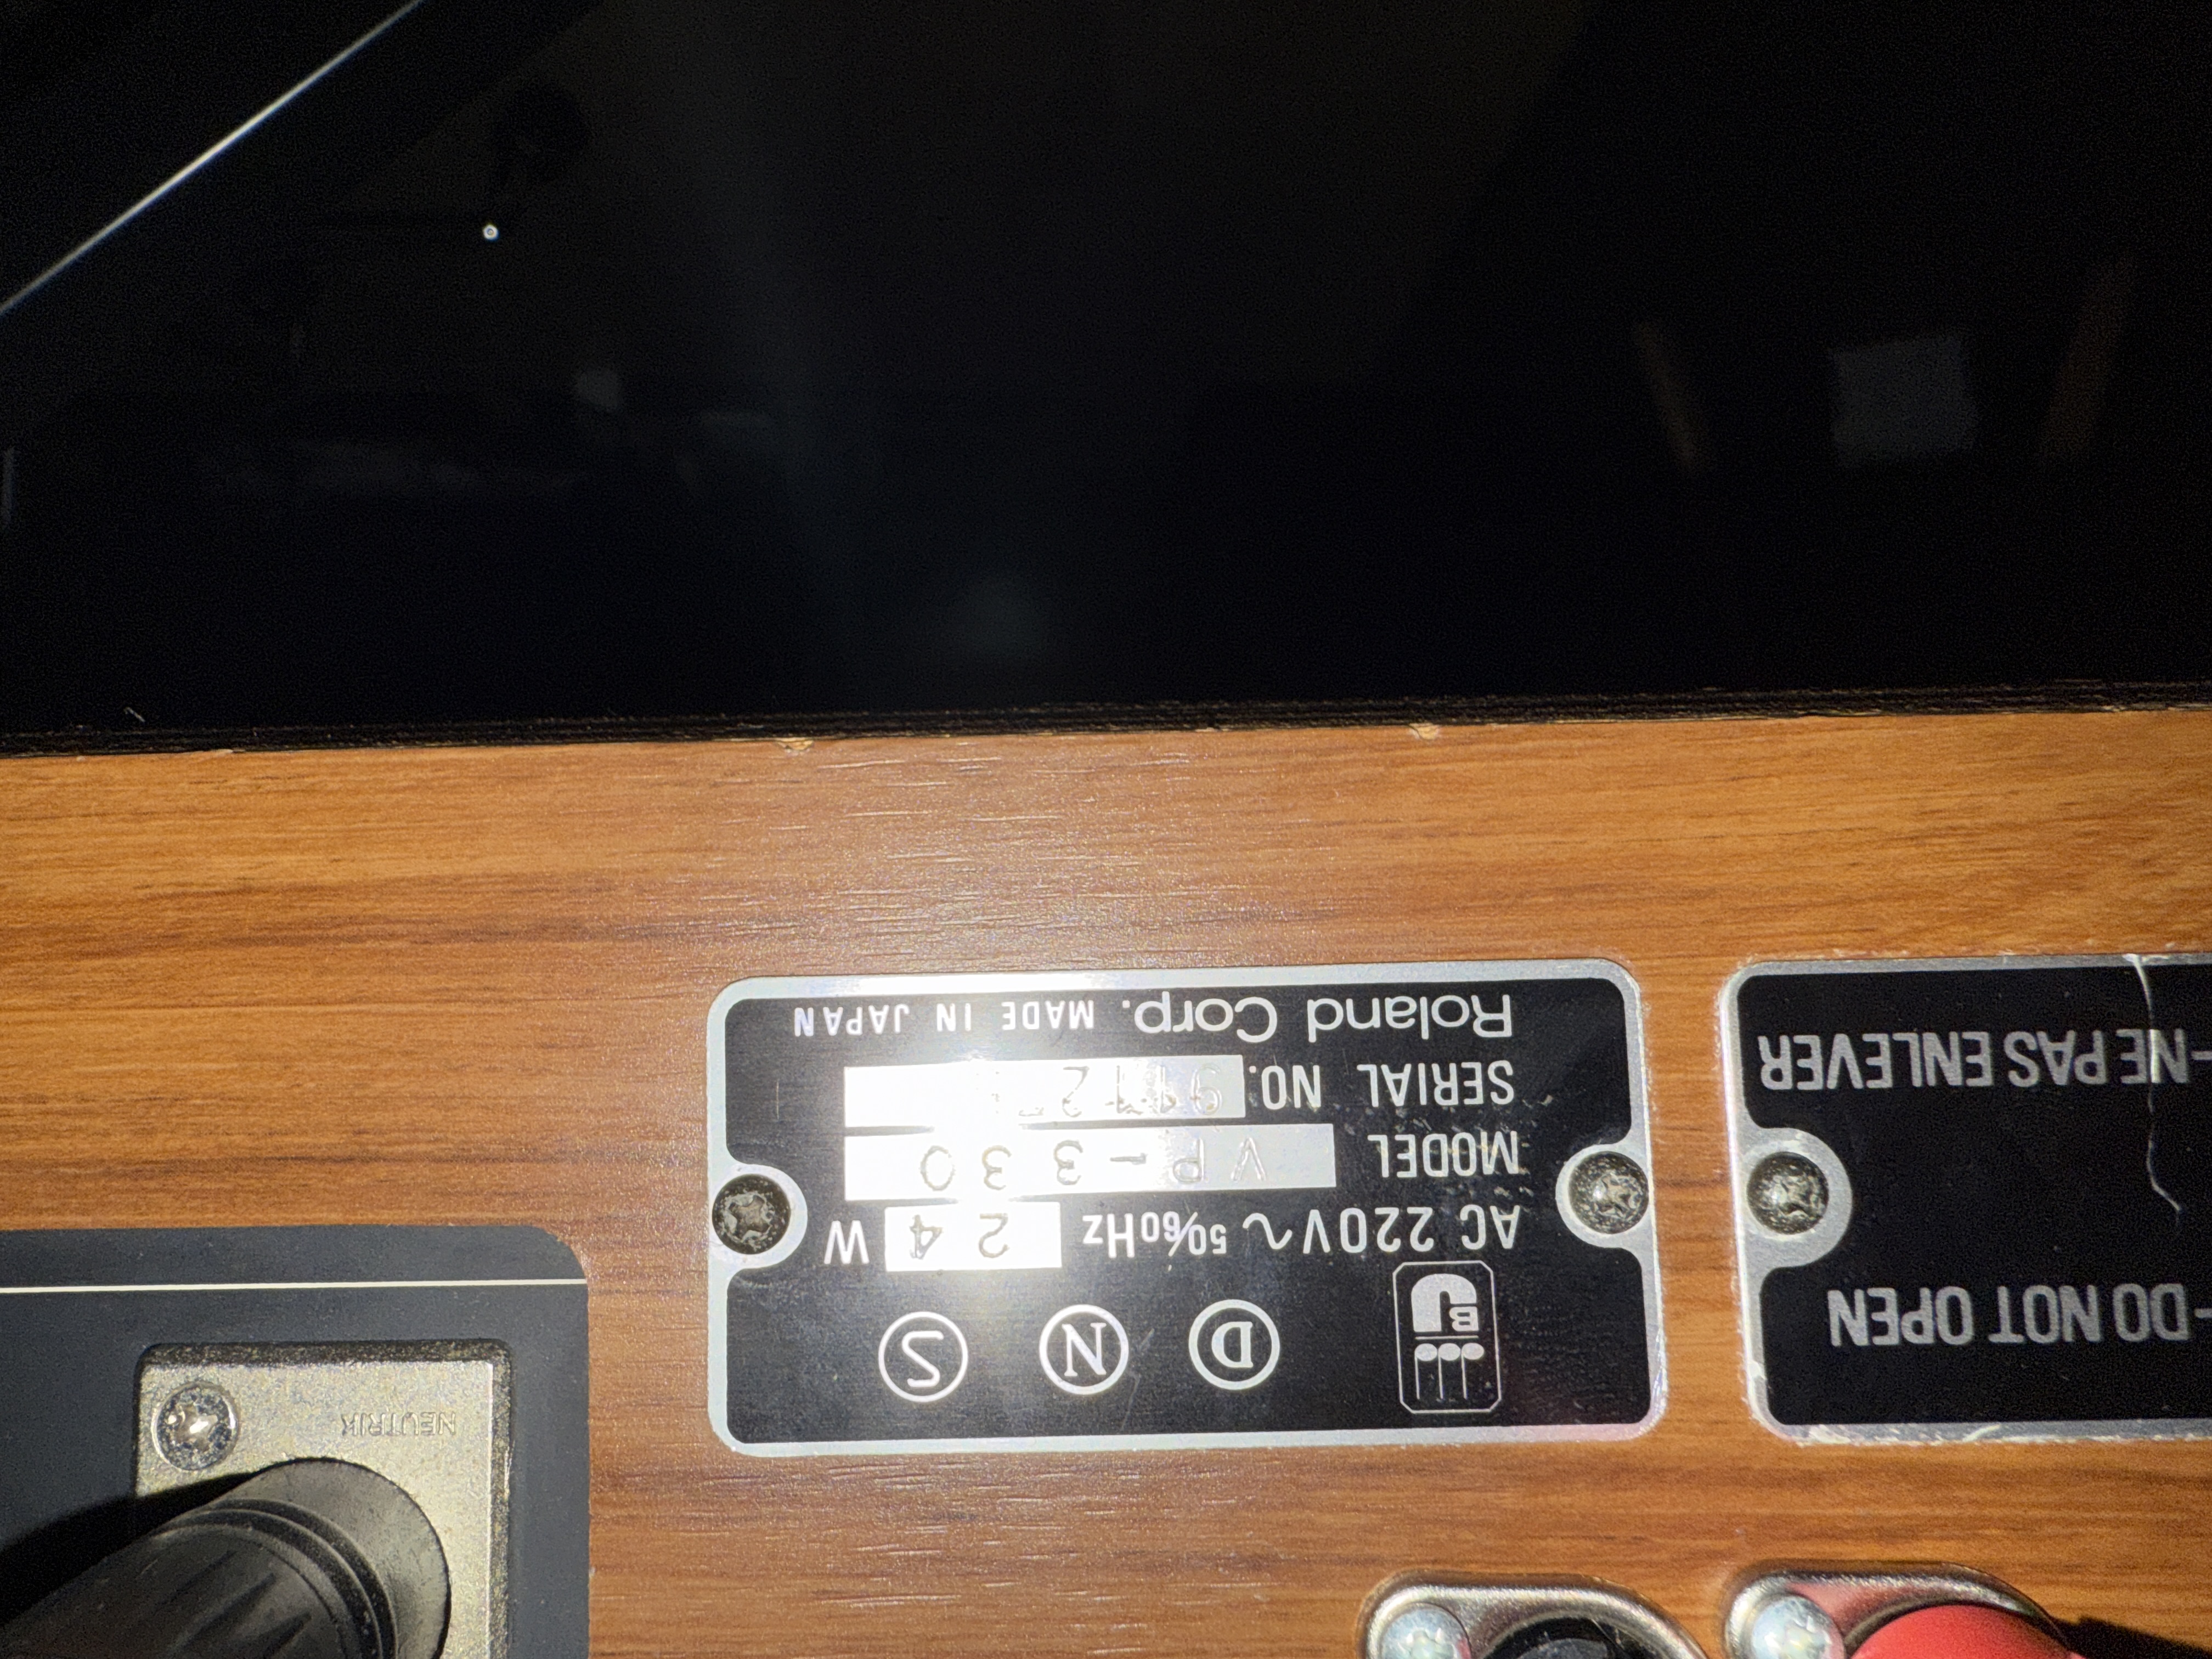 -DO NOT OPEN
-NE PAS ENLEVER
B
D N S
AC 220V~ 50/60Hz 24 W
MODEL VP-330
SERIAL NO.
Roland Corp. MADE IN JAPAN
NEUTRIK